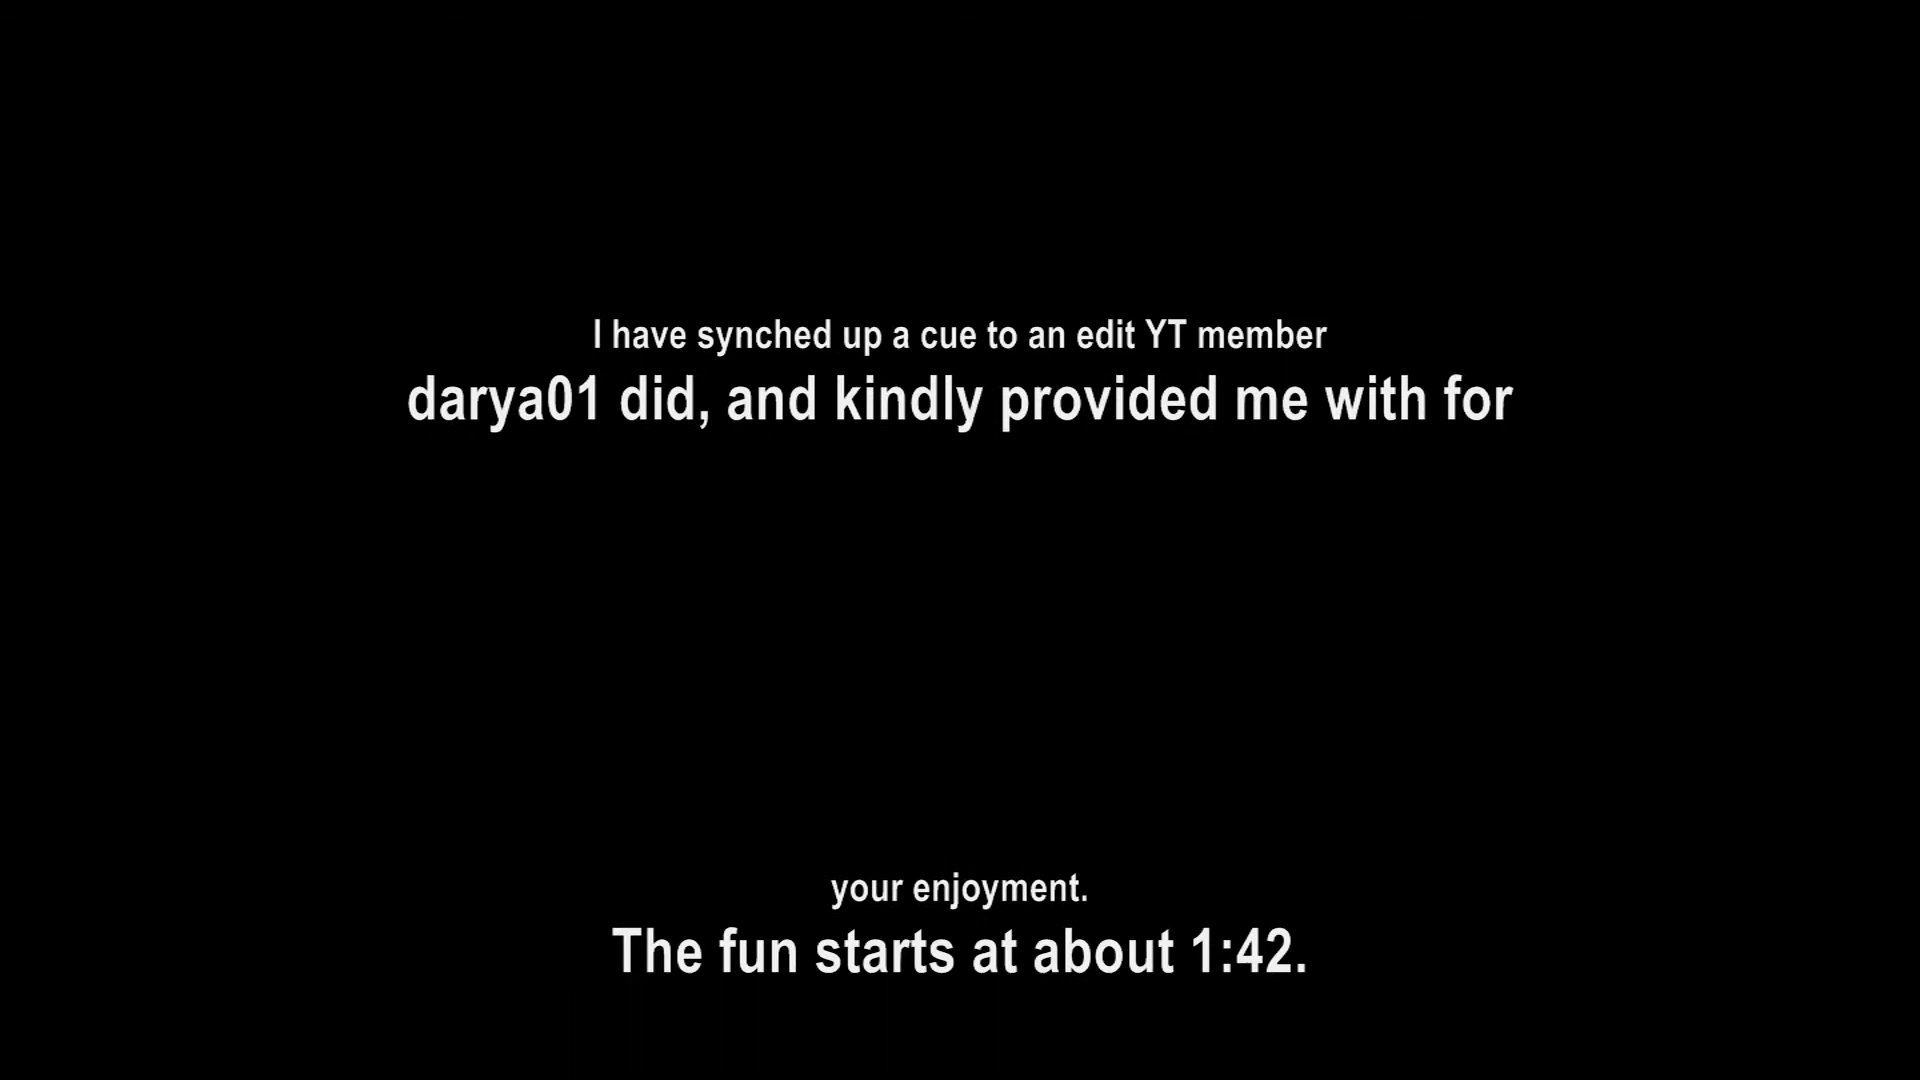 I have synched up a cue to an edit YT member
darya01 did, and kindly provided me with for
your enjoyment.
The fun starts at about 1:42.